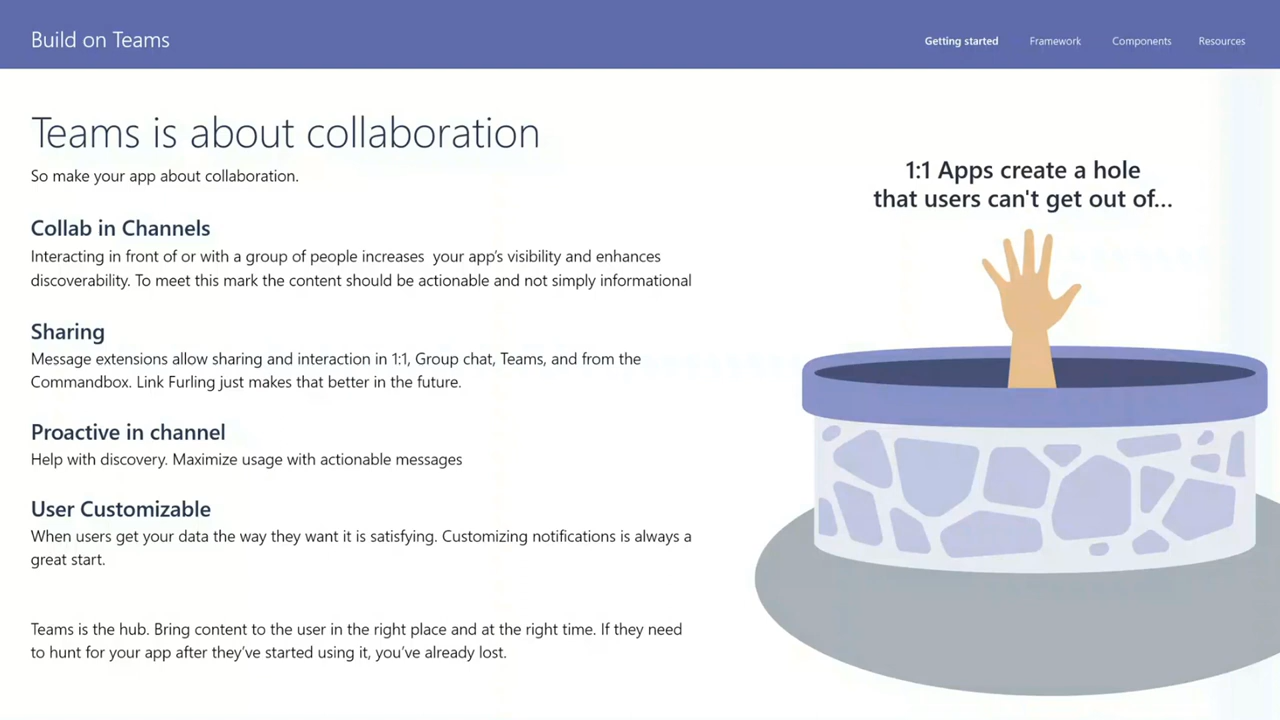 Build on Teams
Getting started
Framework
Components
Resources
Teams is about collaboration
So make your app about collaboration.
Collab in Channels
Interacting in front of or with a group of people increases  your app's visibility and enhances
discoverability. To meet this mark the content should be actionable and not simply informational
Sharing
Message extensions allow sharing and interaction in 1:1, Group chat, Teams, and from the
Commandbox. Link Furling just makes that better in the future.
Proactive in channel
Help with discovery. Maximize usage with actionable messages
User Customizable
When users get your data the way they want it is satisfying. Customizing notifications is always a
great start.
Teams is the hub. Bring content to the user in the right place and at the right time. If they need
to hunt for your app after they've started using it, you've already lost.
1:1 Apps create a hole
that users can't get out of...